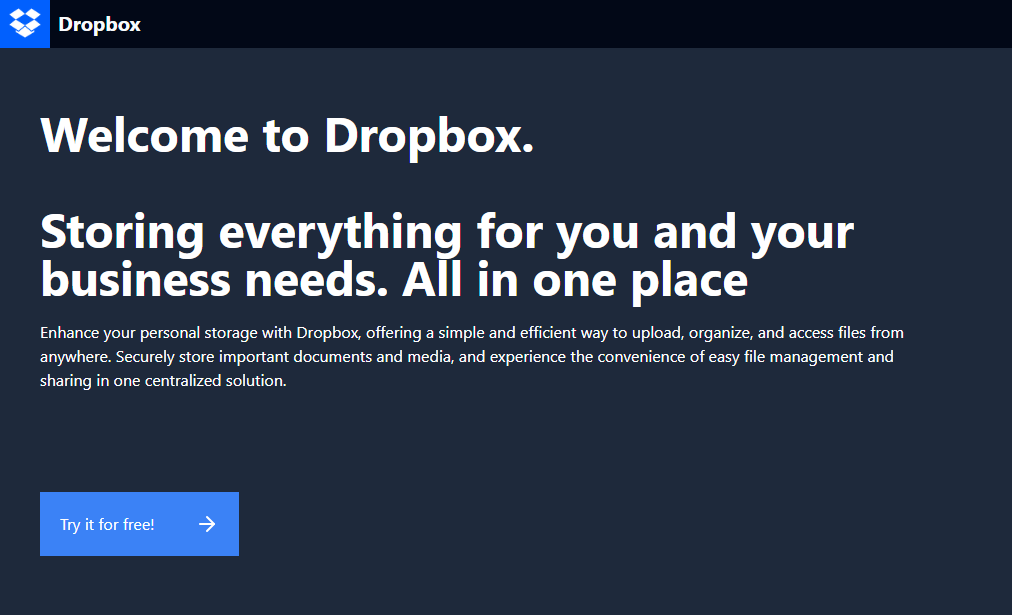 Dropbox
Welcome to Dropbox.
Storing everything for you and your
business needs. All in one place
Enhance your personal storage with Dropbox, offering a simple and efficient way to upload, organize, and access files from
anywhere. Securely store important documents and media, and experience the convenience of easy file management and
sharing in one centralized solution.
Try it for free!